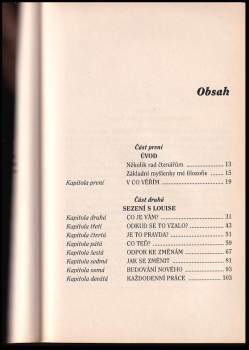 Obsah
Část první
ÚVOD
Několik rad čtenářům 13
Základní myšlenky mé filozofie 15
Kapitola první V CO VĚŘÍM 19
Část druhá
SEZENÍ S LOUISE
Kapitola druhá CO JE VÁM? 31
Kapitola třetí ODKUD SE TO VZALO? 43
Kapitola čtvrtá JE TO PRAVDA? 51
Kapitola pátá CO TEĎ? 59
Kapitola šestá ODPOR KE ZMĚNÁM 67
Kapitola sedmá JAK SE ZMĚNIT? 81
Kapitola osmá BUDOVÁNÍ NOVÉHO 93
Kapitola devátá KAŽDODENNÍ PRÁCE 103